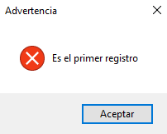 Advertencia
Es el primer registro
Aceptar